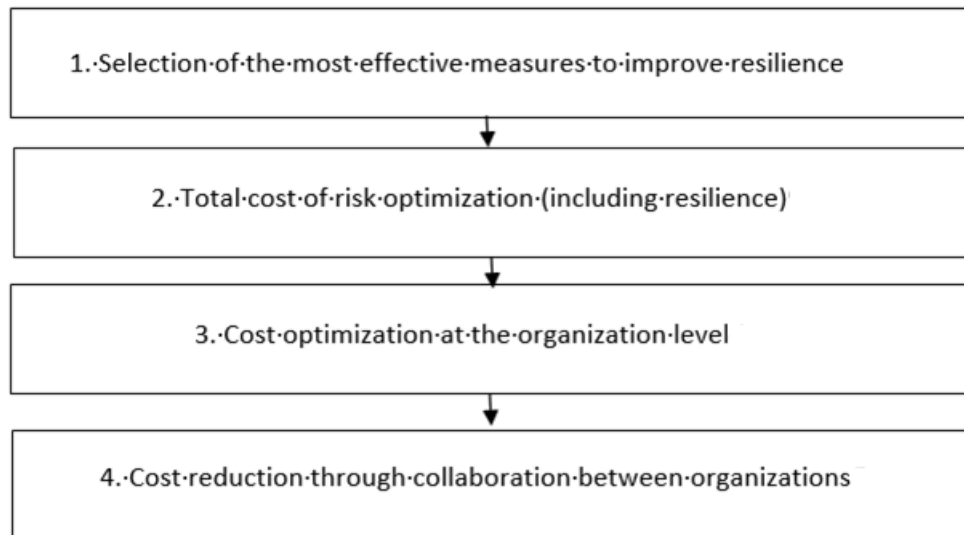 1.·Selection·of·the·most·effective·measures·to·improve·resilience
2.·Total·cost·of·risk·optimization·(including·resilience)
3.·Cost·optimization·at·the·organization·level
4.·Cost·reduction·through·collaboration·between·organizations